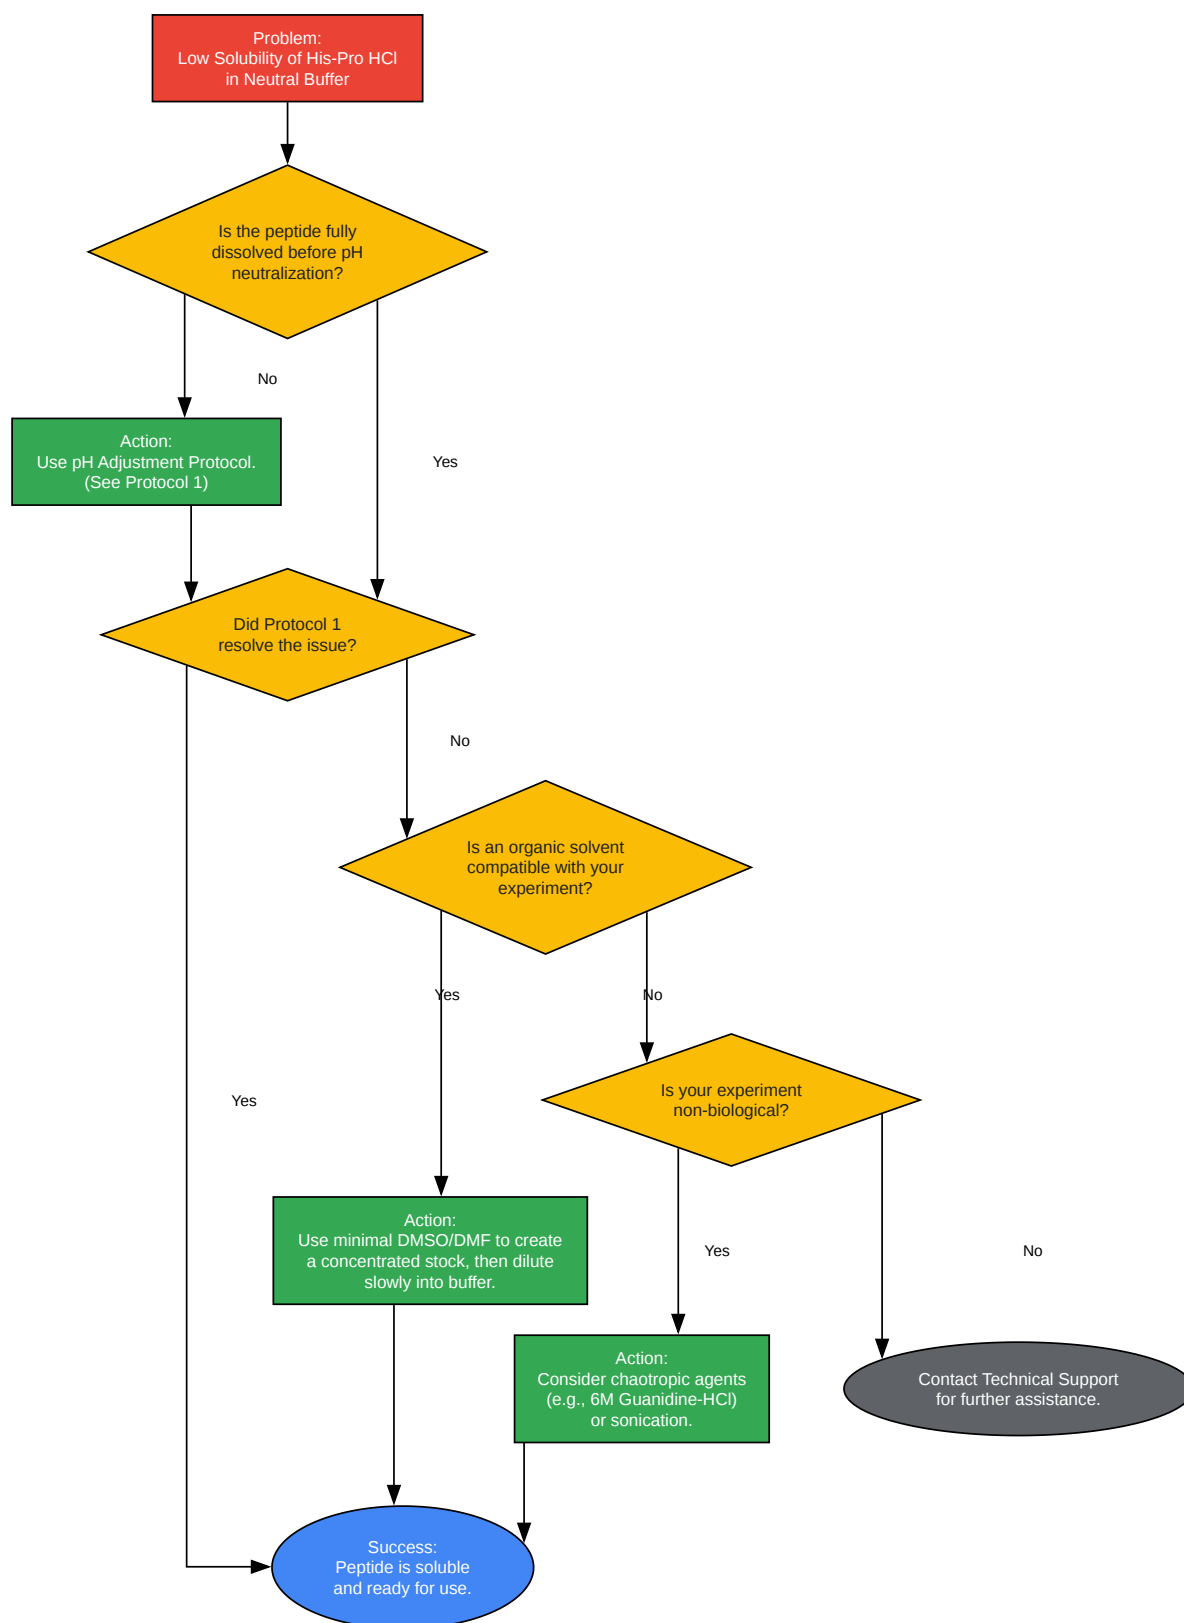 Problem:
Low Solubility of His-Pro HCl
in Neutral Buffer
Is the peptide fully
dissolved before pH
neutralization?
No
Action:
Use pH Adjustment Protocol.
(See Protocol 1)
Yes
Did Protocol 1
resolve the issue?
No
Is an organic solvent
compatible with your
experiment?
Yes
No
Is your experiment
non-biological?
Yes
Action:
Use minimal DMSO/DMF to create
a concentrated stock, then dilute
slowly into buffer.
Yes
No
Action:
Consider chaotropic agents
(e.g., 6M Guanidine-HCl)
or sonication.
Contact Technical Support
for further assistance.
Success:
Peptide is soluble
and ready for use.